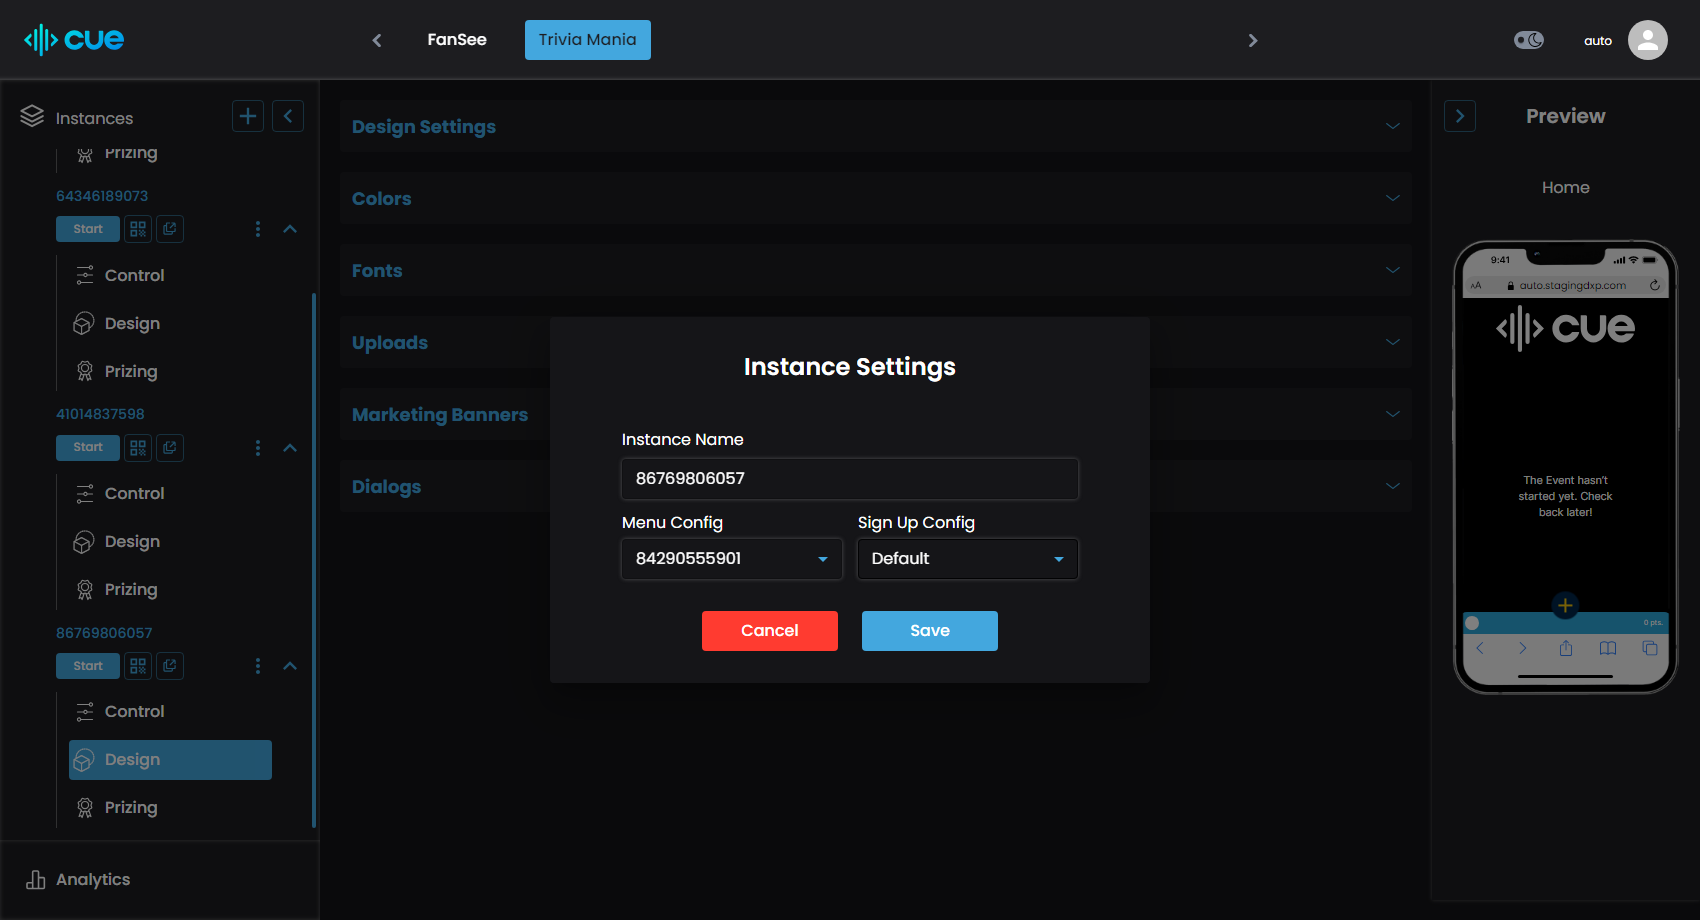 cue
FanSee
Trivia Mania
auto
Instances
Prizing
64346189073
Start
Control
Design
Prizing
41014837598
Start
Control
Design
Prizing
86769806057
Start
Control
Design
Prizing
Analytics
Design Settings
Colors
Fonts
Uploads
Marketing Banners
Dialogs
Instance Settings
Instance Name
86769806057
Menu Config
Sign Up Config
84290555901
Default
Cancel
Save
Preview
Home
9:41
AA
auto.stagingdxp.com
cue
The Event hasn't
started yet. Check
back later!
0 pts.